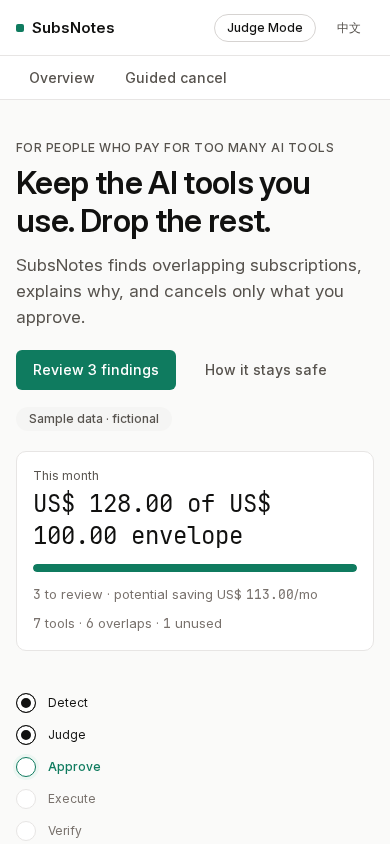 SubsNotes
Judge Mode
中文
Overview
Guided cancel
FOR PEOPLE WHO PAY FOR TOO MANY AI TOOLS
Keep the AI tools you
use. Drop the rest.
SubsNotes finds overlapping subscriptions,
explains why, and cancels only what you
approve.
Review 3 findings
How it stays safe
Sample data · fictional
This month
US$ 128.00 of US$
100.00 envelope
3 to review · potential saving US$ 113.00/mo
7 tools · 6 overlaps · 1 unused
Detect
Judge
Approve
Execute
Verify